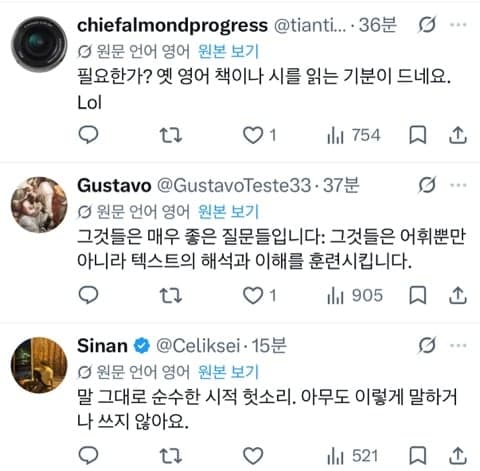 chiefalmondprogress @tianti... · 36분
원문 언어 영어 원본 보기
필요한가? 옛 영어 책이나 시를 읽는 기분이 드네요.
Lol
1 754
Gustavo @GustavoTeste33 · 37분
원문 언어 영어 원본 보기
그것들은 매우 좋은 질문들입니다: 그것들은 어휘뿐만
아니라 텍스트의 해석과 이해를 훈련시킵니다.
1 905
Sinan @Celiksei · 15분
원문 언어 영어 원본 보기
말 그대로 순수한 시적 헛소리. 아무도 이렇게 말하거
나 쓰지 않아요.
521